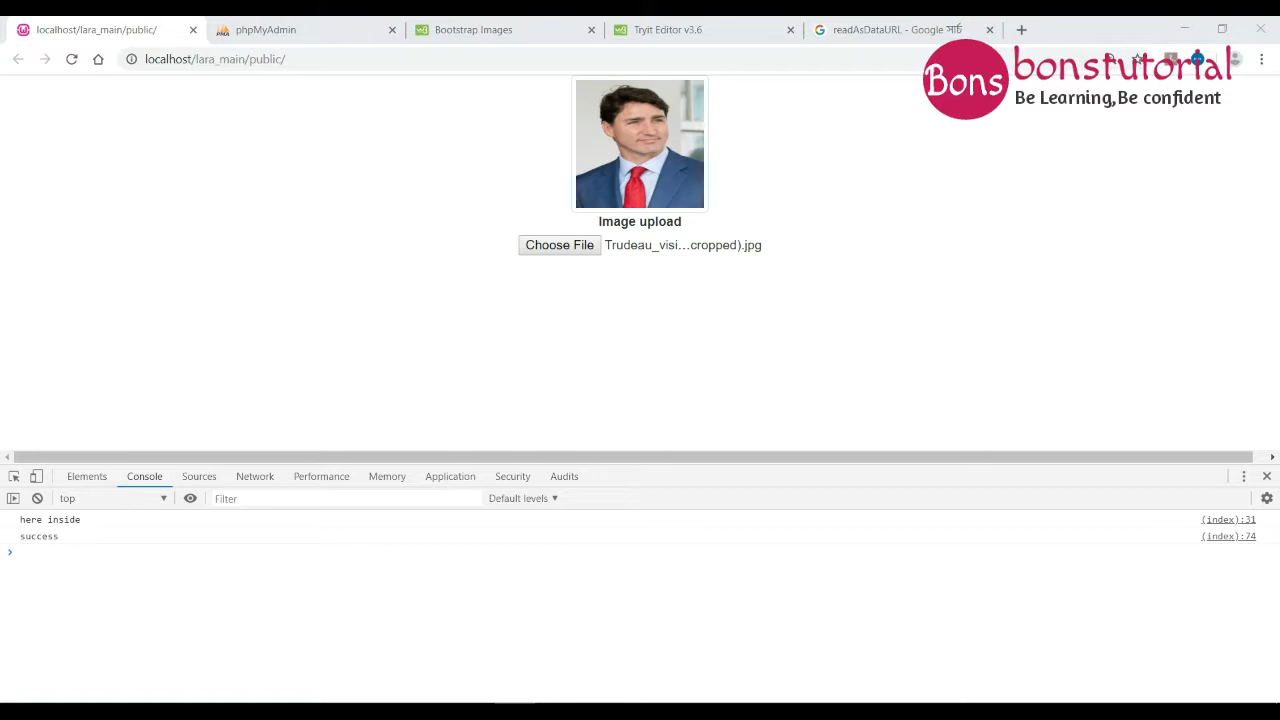 localhost/lara_main/public/
phpMyAdmin
Bootstrap Images
Tryit Editor v3.6
readAsDataURL - Google সার্চ
localhost/lara_main/public/
Bons
bonstutorial
Be Learning,Be confident
Image upload
Choose File Trudeau_visi…cropped).jpg
Elements Console Sources Network Performance Memory Application Security Audits
top Filter Default levels
here inside (index):31
success (index):74